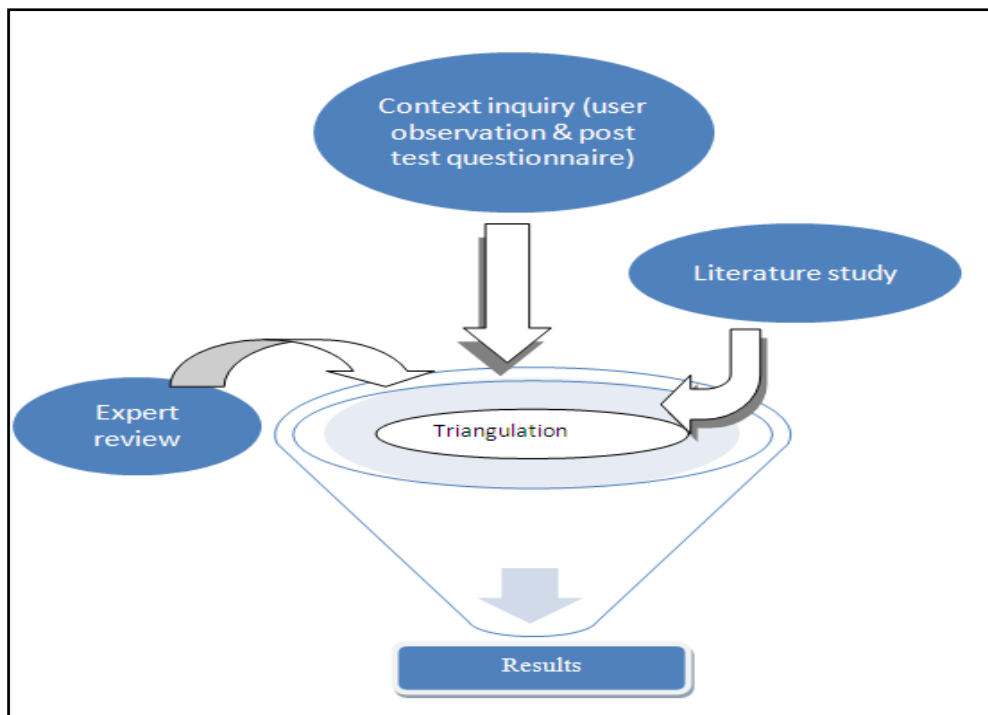 Context inquiry (user
observation & post
test questionnaire)
Literature study
Expert
review
Triangulation
Results